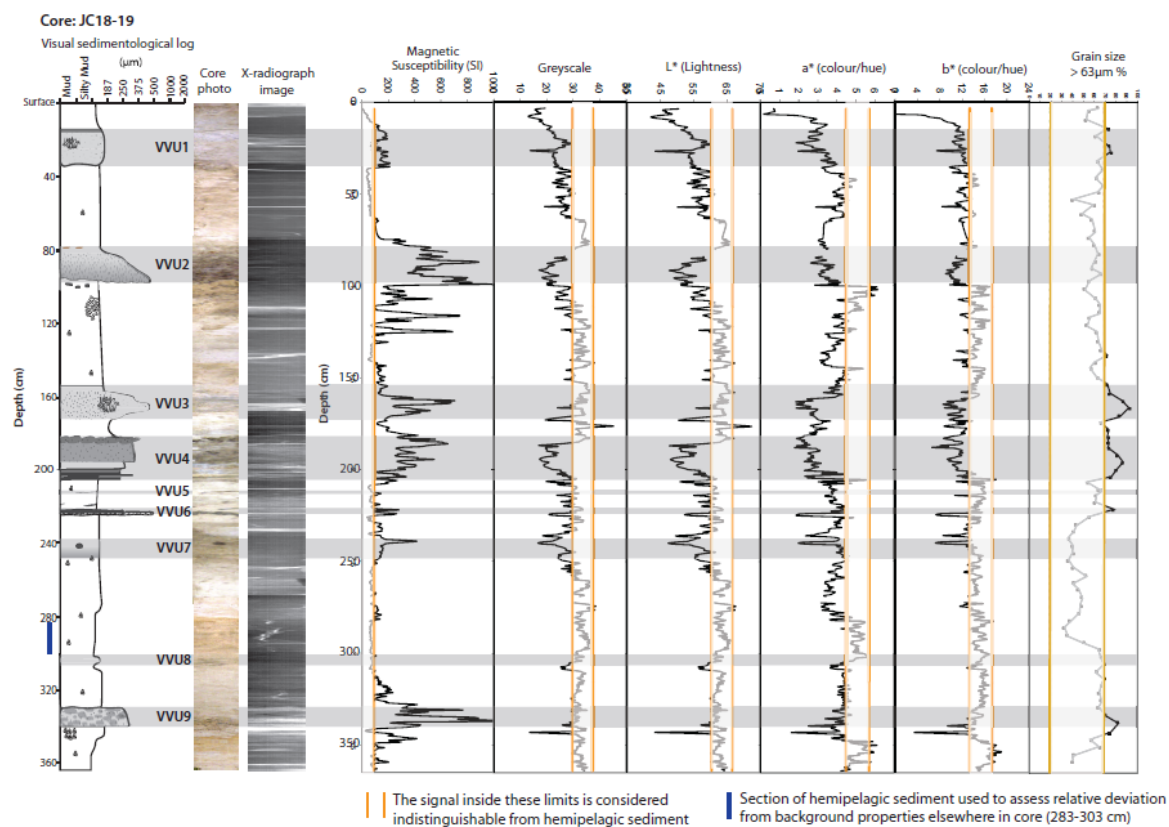 Core: JC18-19
Visual sedimentological log
(μm)
Mud
Silty Mud
187
250
375
500
1000
2000
Core
photo
X-radiograph
image
Magnetic
Susceptibility (SI)
0 200 400 600 800
Greyscale
20 30 40
L* (Lightness)
45 55 65
a* (colour/hue)
2 3 4 5 6
b* (colour/hue)
4 8 12 16 20 24
Grain size
> 63μm %
Surface
40
80
120
160
200
240
280
320
360
Depth (cm)
VVU1
VVU2
VVU3
VVU4
VVU5
VVU6
VVU7
VVU8
VVU9
0
50
100
150
200
250
300
350
Depth (cm)
The signal inside these limits is considered
indistinguishable from hemipelagic sediment
Section of hemipelagic sediment used to assess relative deviation
from background properties elsewhere in core (283-303 cm)